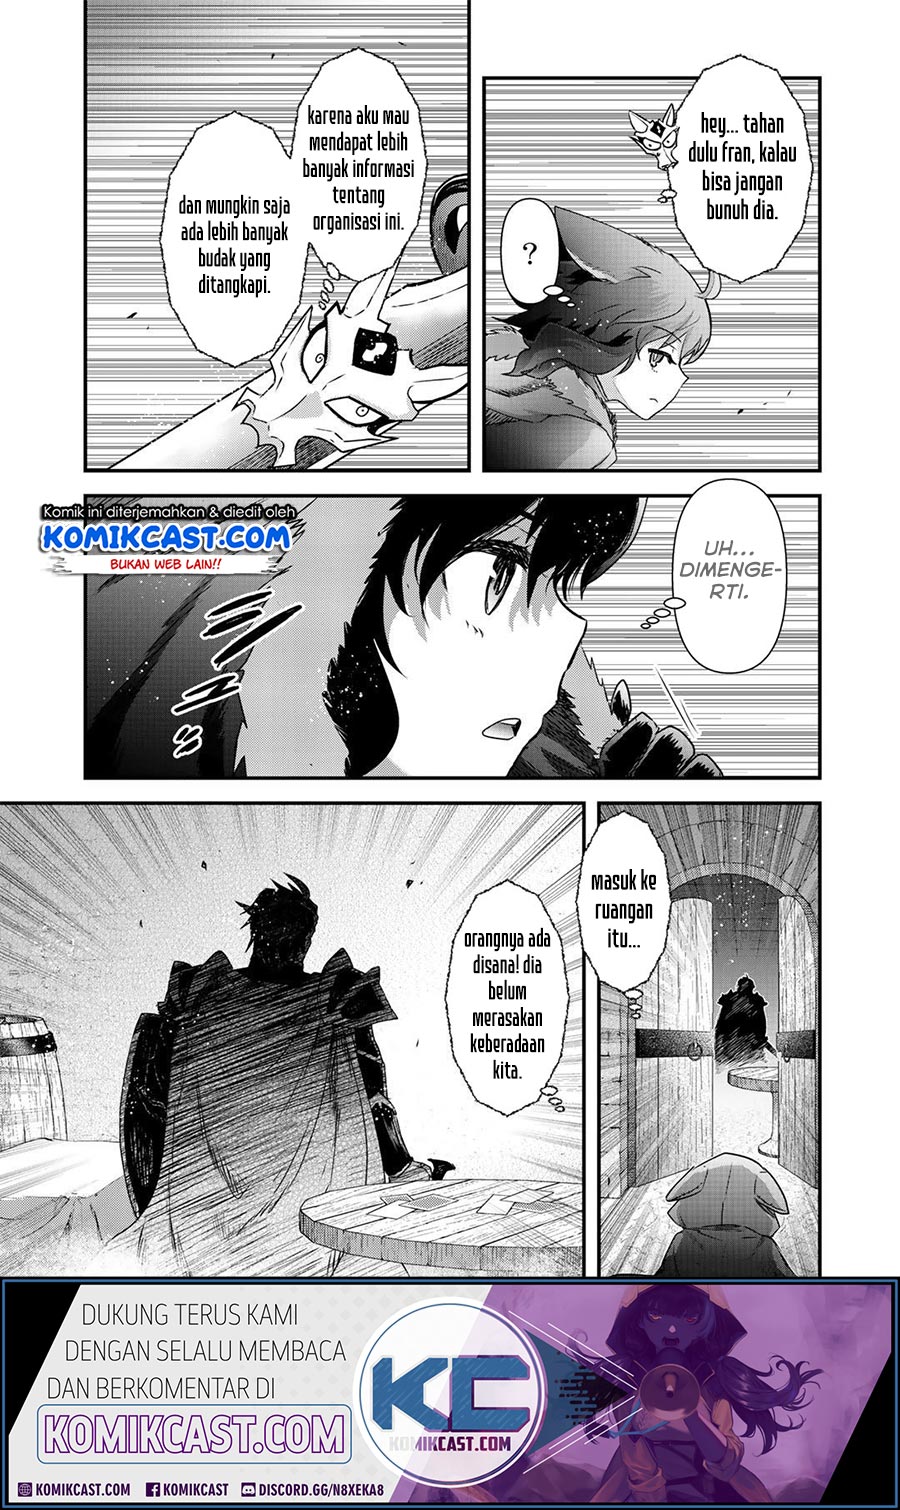 hey... tahan
dulu fran, kalau
bisa jangan
bunuh dia.
?
karena aku mau
mendapat lebih
banyak informasi
tentang
organisasi ini.
dan mungkin saja
ada lebih banyak
budak yang
ditangkapi.
Komik ini diterjemahkan & diedit oleh
KOMIKCAST.COM
BUKAN WEB LAIN!!
UH...
DIMENGE-
RTI.
masuk ke
ruangan
itu...
orangnya ada
disana! dia
belum
merasakan
keberadaan
kita.
DUKUNG TERUS KAMI
DENGAN SELALU MEMBACA
DAN BERKOMENTAR DI
KOMIKCAST.COM
KC
KOMIKCAST.COM
KOMIKCAST.COM
KOMIKCAST
DISCORD.GG/N8XEKA8